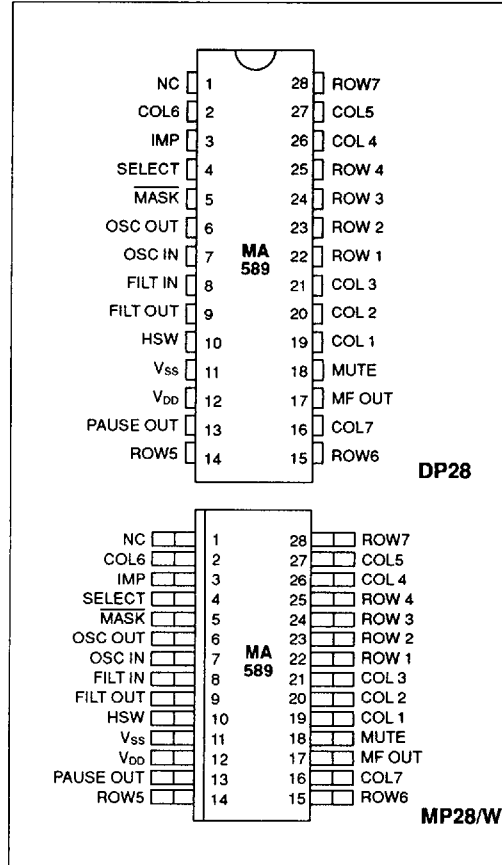 NC 1 28 ROW7
COL6 2 27 COL5
IMP 3 26 COL 4
SELECT 4 25 ROW 4
MASK 5 24 ROW 3
OSC OUT 6 23 ROW 2
OSC IN 7 MA 22 ROW 1
FILT IN 8 589 21 COL 3
FILT OUT 9 20 COL 2
HSW 10 19 COL 1
VSS 11 18 MUTE
VDD 12 17 MF OUT
PAUSE OUT 13 16 COL7
ROW5 14 15 ROW6
DP28
NC 1 28 ROW7
COL6 2 27 COL5
IMP 3 26 COL 4
SELECT 4 25 ROW 4
MASK 5 24 ROW 3
OSC OUT 6 23 ROW 2
OSC IN 7 MA 22 ROW 1
FILT IN 8 589 21 COL 3
FILT OUT 9 20 COL 2
HSW 10 19 COL 1
VSS 11 18 MUTE
VDD 12 17 MF OUT
PAUSE OUT 13 16 COL7
ROW5 14 15 ROW6
MP28/W